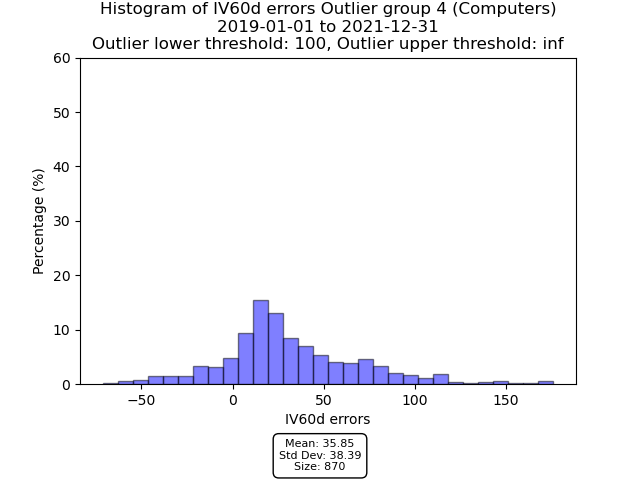 Histogram of IV60d errors Outlier group 4 (Computers)
2019-01-01 to 2021-12-31
Outlier lower threshold: 100, Outlier upper threshold: inf
60
50
40
30
20
10
0
Percentage (%)
−50
0
50
100
150
IV60d errors
Mean: 35.85
Std Dev: 38.39
Size: 870